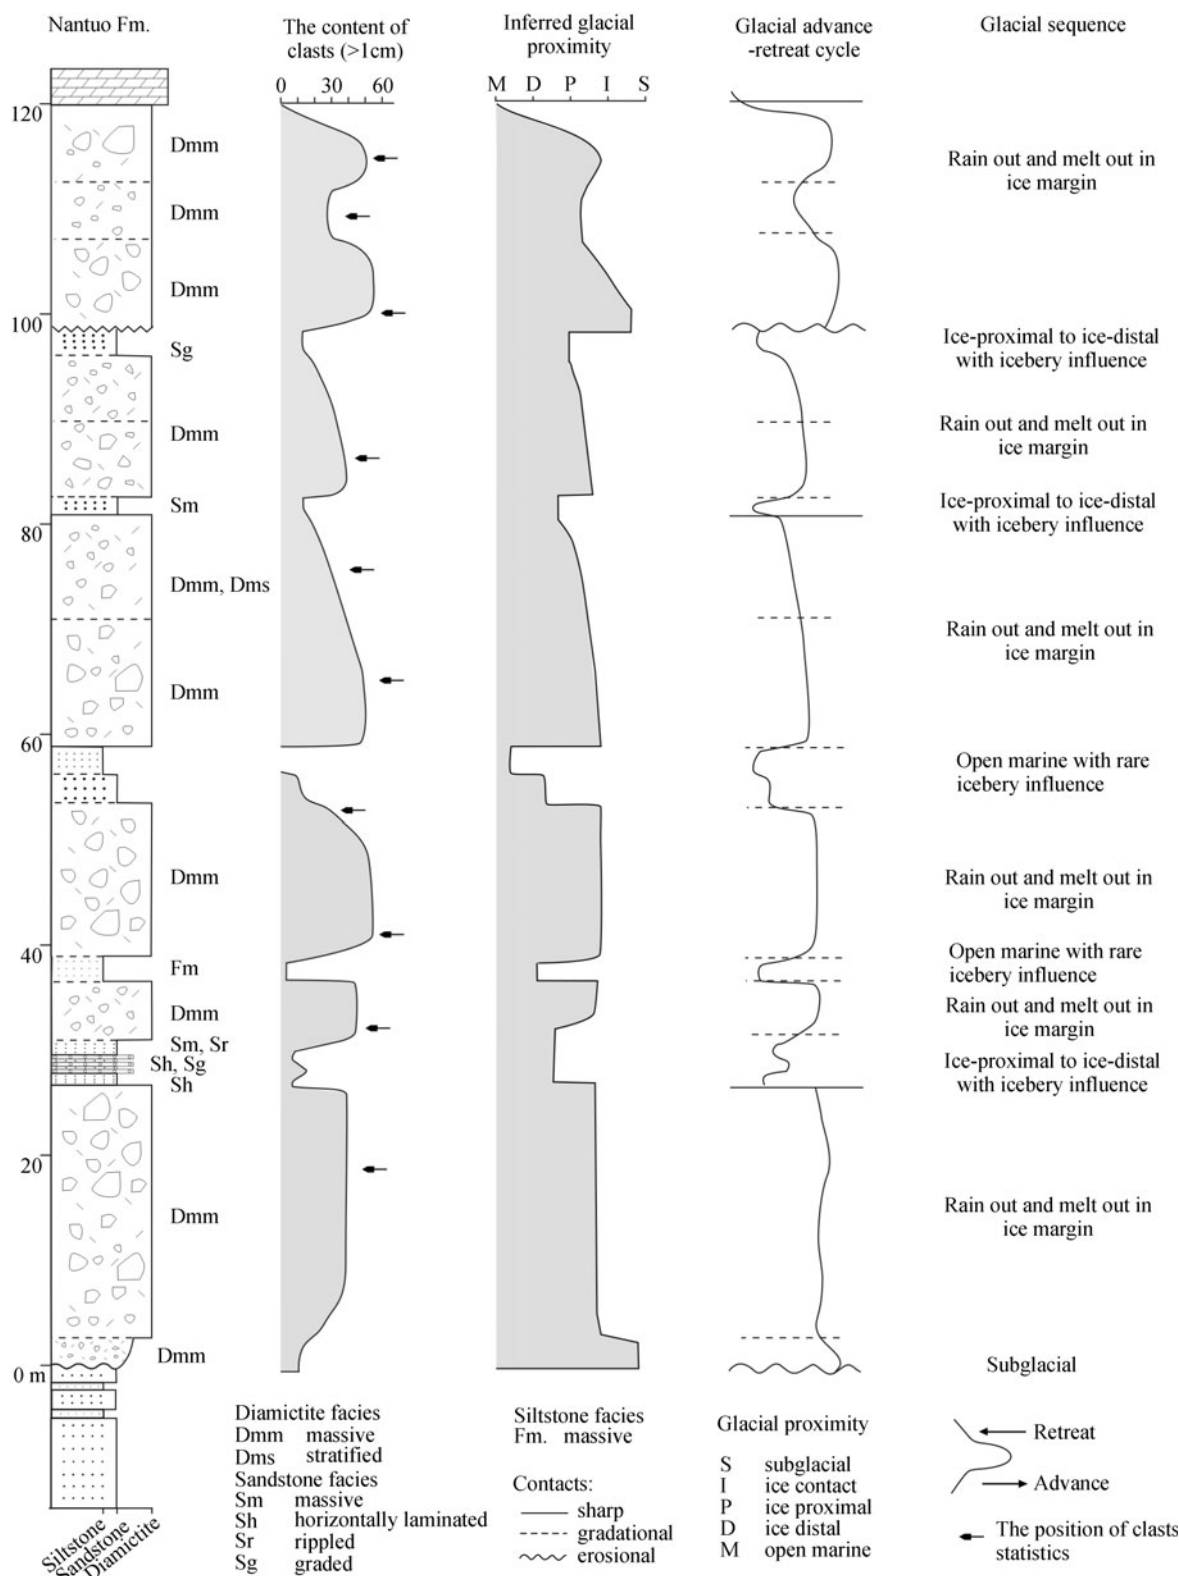 Nantuo Fm.
The content of
clasts (>1cm)
Inferred glacial
proximity
Glacial advance
-retreat cycle
Glacial sequence
0 30 60
M D P I S
120
Dmm
Rain out and melt out in
ice margin
Dmm
Dmm
100
Sg
Ice-proximal to ice-distal
with icebery influence
Dmm
Rain out and melt out in
ice margin
Sm
Ice-proximal to ice-distal
with icebery influence
80
Dmm, Dms
Rain out and melt out in
ice margin
Dmm
60
Open marine with rare
icebery influence
Dmm
Rain out and melt out in
ice margin
40
Fm
Open marine with rare
icebery influence
Dmm
Rain out and melt out in
ice margin
Sm, Sr
Sh, Sg
Sh
Ice-proximal to ice-distal
with icebery influence
20
Dmm
Rain out and melt out in
ice margin
Dmm
0 m
Subglacial
Siltstone
Sandstone
Diamictite
Diamictite facies
Dmm massive
Dms stratified
Sandstone facies
Sm massive
Sh horizontally laminated
Sr rippled
Sg graded
Siltstone facies
Fm. massive
Contacts:
sharp
gradational
erosional
Glacial proximity
S subglacial
I ice contact
P ice proximal
D ice distal
M open marine
Retreat
Advance
The position of clasts
statistics